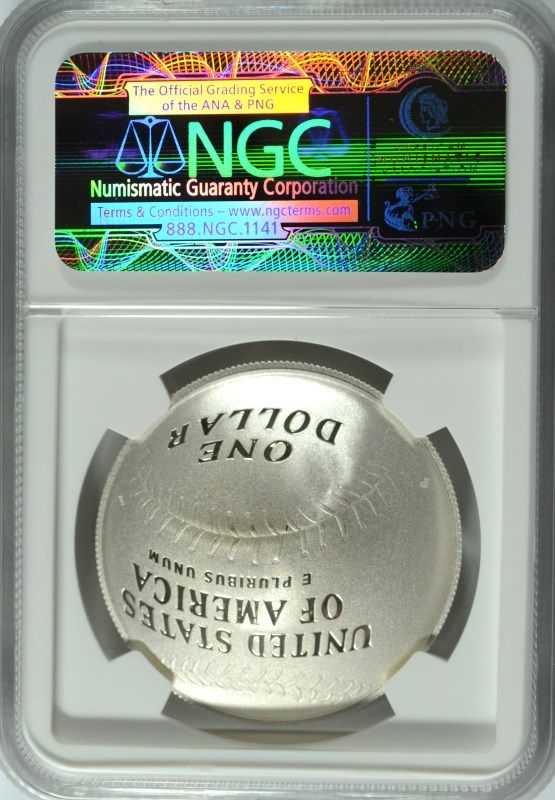 The Official Grading Service
of the ANA & PNG
NGC
Numismatic Guaranty Corporation
Terms & Conditions – www.ngcterms.com
888.NGC.1141
PNG
UNITED STATES
OF AMERICA
E PLURIBUS UNUM
ONE
DOLLAR